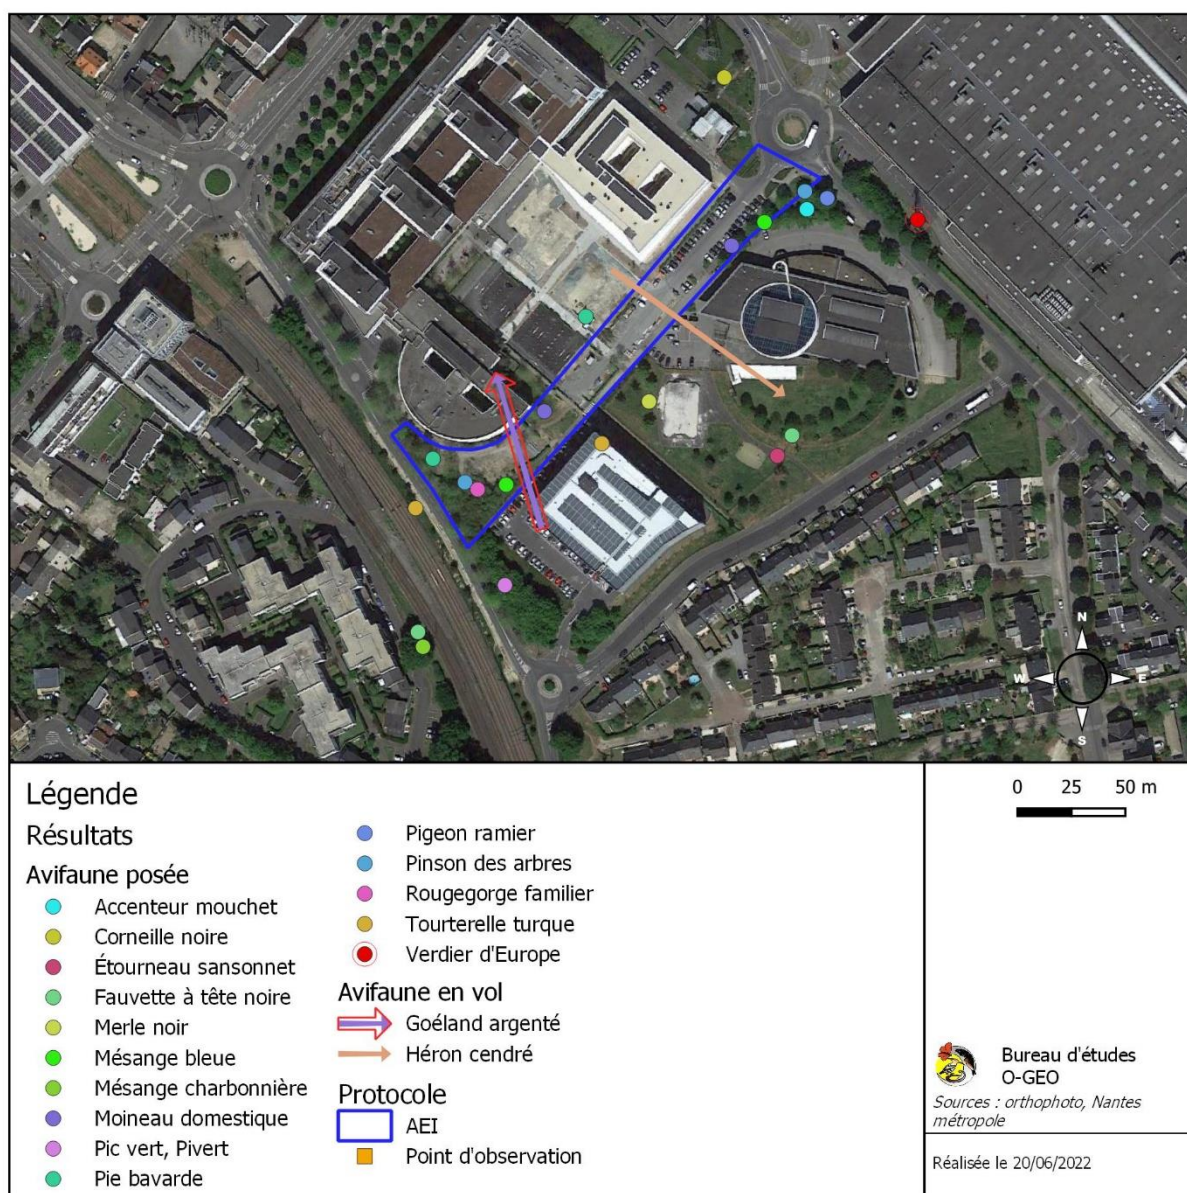 N
W
E
S
Légende
Résultats
Avifaune posée
Accenteur mouchet
Corneille noire
Étourneau sansonnet
Fauvette à tête noire
Merle noir
Mésange bleue
Mésange charbonnière
Moineau domestique
Pic vert, Pivert
Pie bavarde
Pigeon ramier
Pinson des arbres
Rougegorge familier
Tourterelle turque
Verdier d'Europe
Avifaune en vol
Goéland argenté
Héron cendré
Protocole
AEI
Point d'observation
0 25 50 m
Bureau d'études
O-GEO
Sources : orthophoto, Nantes
métropole
Réalisée le 20/06/2022